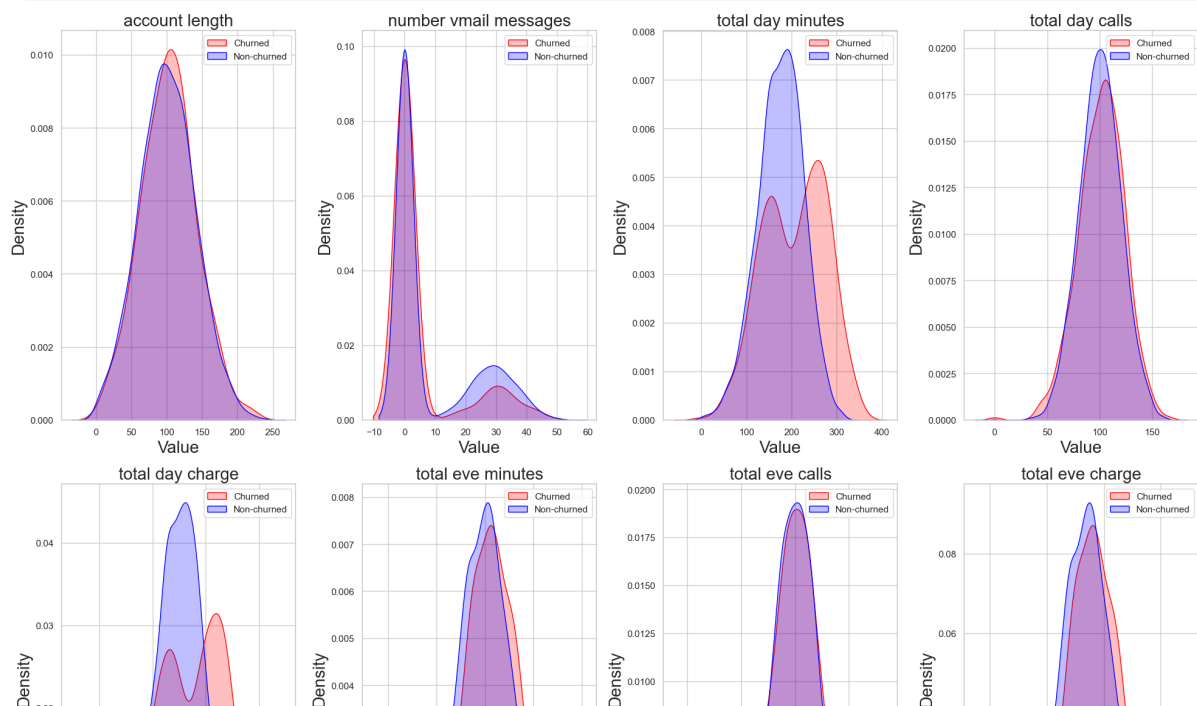 account length
Churned
Non-churned
0.010
0.008
0.006
0.004
0.002
0.000
Density
0 50 100 150 200 250
Value
number vmail messages
Churned
Non-churned
0.10
0.08
0.06
0.04
0.02
0.00
Density
−10 0 10 20 30 40 50 60
Value
total day minutes
Churned
Non-churned
0.008
0.007
0.006
0.005
0.004
0.003
0.002
0.001
0.000
Density
0 100 200 300 400
Value
total day calls
Churned
Non-churned
0.0200
0.0175
0.0150
0.0125
0.0100
0.0075
0.0050
0.0025
0.0000
Density
0 50 100 150
Value
total day charge
Churned
Non-churned
0.04
0.03
Density
total eve minutes
Churned
Non-churned
0.008
0.007
0.006
0.005
0.004
Density
total eve calls
Churned
Non-churned
0.0200
0.0175
0.0150
0.0125
0.0100
Density
total eve charge
Churned
Non-churned
0.08
0.06
Density